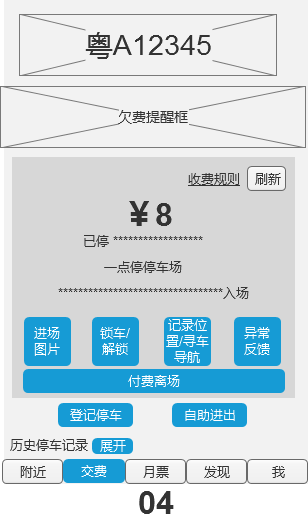 粤A12345
欠费提醒框
收费规则 刷新
¥ 8
已停 ******************
一点停停车场
*********************************入场
进场
图片
锁车/
解锁
记录位
置/寻车
导航
异常
反馈
付费离场
登记停车 自助进出
历史停车记录 展开
附近 交费 月票 发现 我
04